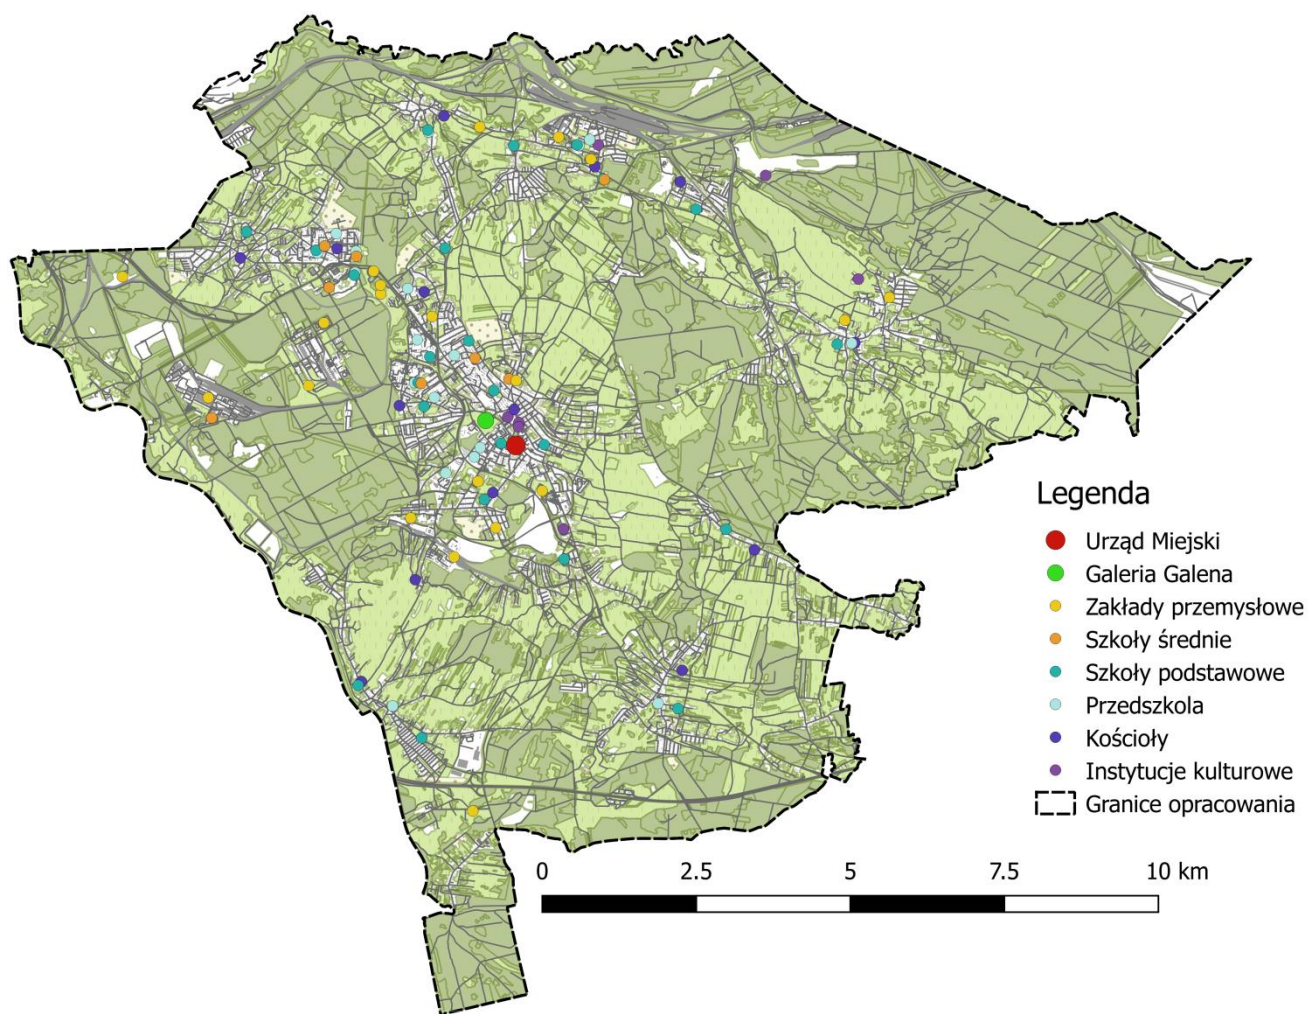 Legenda
Urząd Miejski
Galeria Galena
Zakłady przemysłowe
Szkoły średnie
Szkoły podstawowe
Przedszkola
Kościoły
Instytucje kulturowe
Granice opracowania
0 2.5 5 7.5 10 km